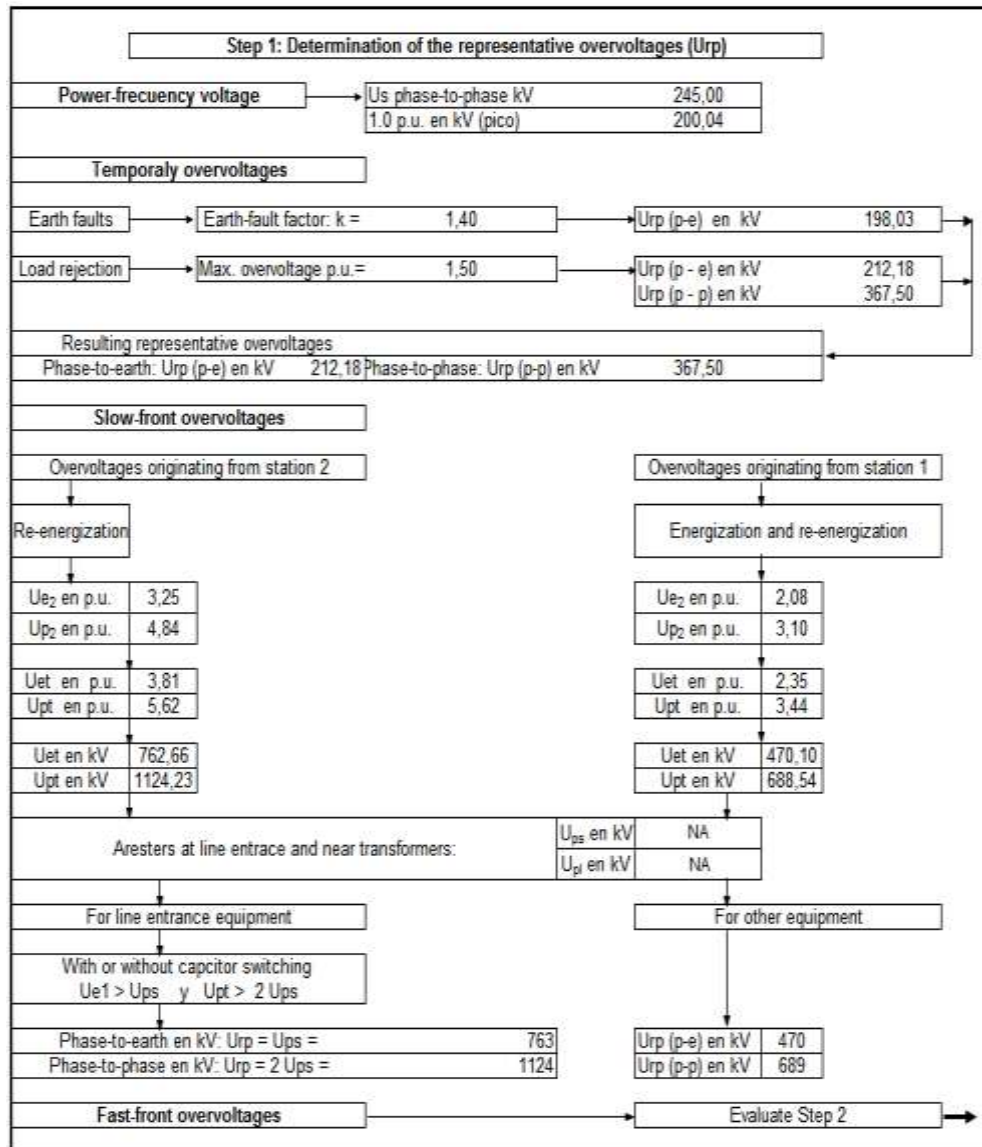 Step 1: Determination of the representative overvoltages (Urp)
Power-frecuency voltage
Us phase-to-phase kV 245,00
1.0 p.u. en kV (pico) 200,04
Temporaly overvoltages
Earth faults Earth-fault factor: k = 1,40 Urp (p-e) en kV 198,03
Load rejection Max. overvoltage p.u.= 1,50 Urp (p - e) en kV 212,18
Urp (p - p) en kV 367,50
Resulting representative overvoltages
Phase-to-earth: Urp (p-e) en kV 212,18 Phase-to-phase: Urp (p-p) en kV 367,50
Slow-front overvoltages
Overvoltages originating from station 2 Overvoltages originating from station 1
Re-energization Energization and re-energization
Ue₂ en p.u. 3,25 Ue₂ en p.u. 2,08
Up₂ en p.u. 4,84 Up₂ en p.u. 3,10
Uet en p.u. 3,81 Uet en p.u. 2,35
Upt en p.u. 5,62 Upt en p.u. 3,44
Uet en kV 762,66 Uet en kV 470,10
Upt en kV 1124,23 Upt en kV 688,54
Aresters at line entrace and near transformers: Ups en kV NA
Upl en kV NA
For line entrance equipment For other equipment
With or without capcitor switching
Ue1 > Ups y Upt > 2 Ups
Phase-to-earth en kV: Urp = Ups = 763 Urp (p-e) en kV 470
Phase-to-phase en kV: Urp = 2 Ups = 1124 Urp (p-p) en kV 689
Fast-front overvoltages Evaluate Step 2